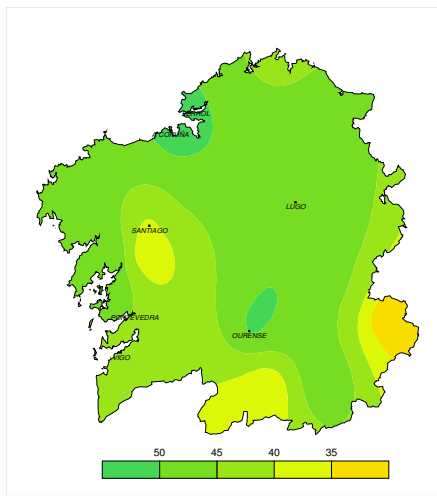 FERROL
A CORUÑA
LUGO
SANTIAGO
PONTEVEDRA
OURENSE
VIGO
50 45 40 35